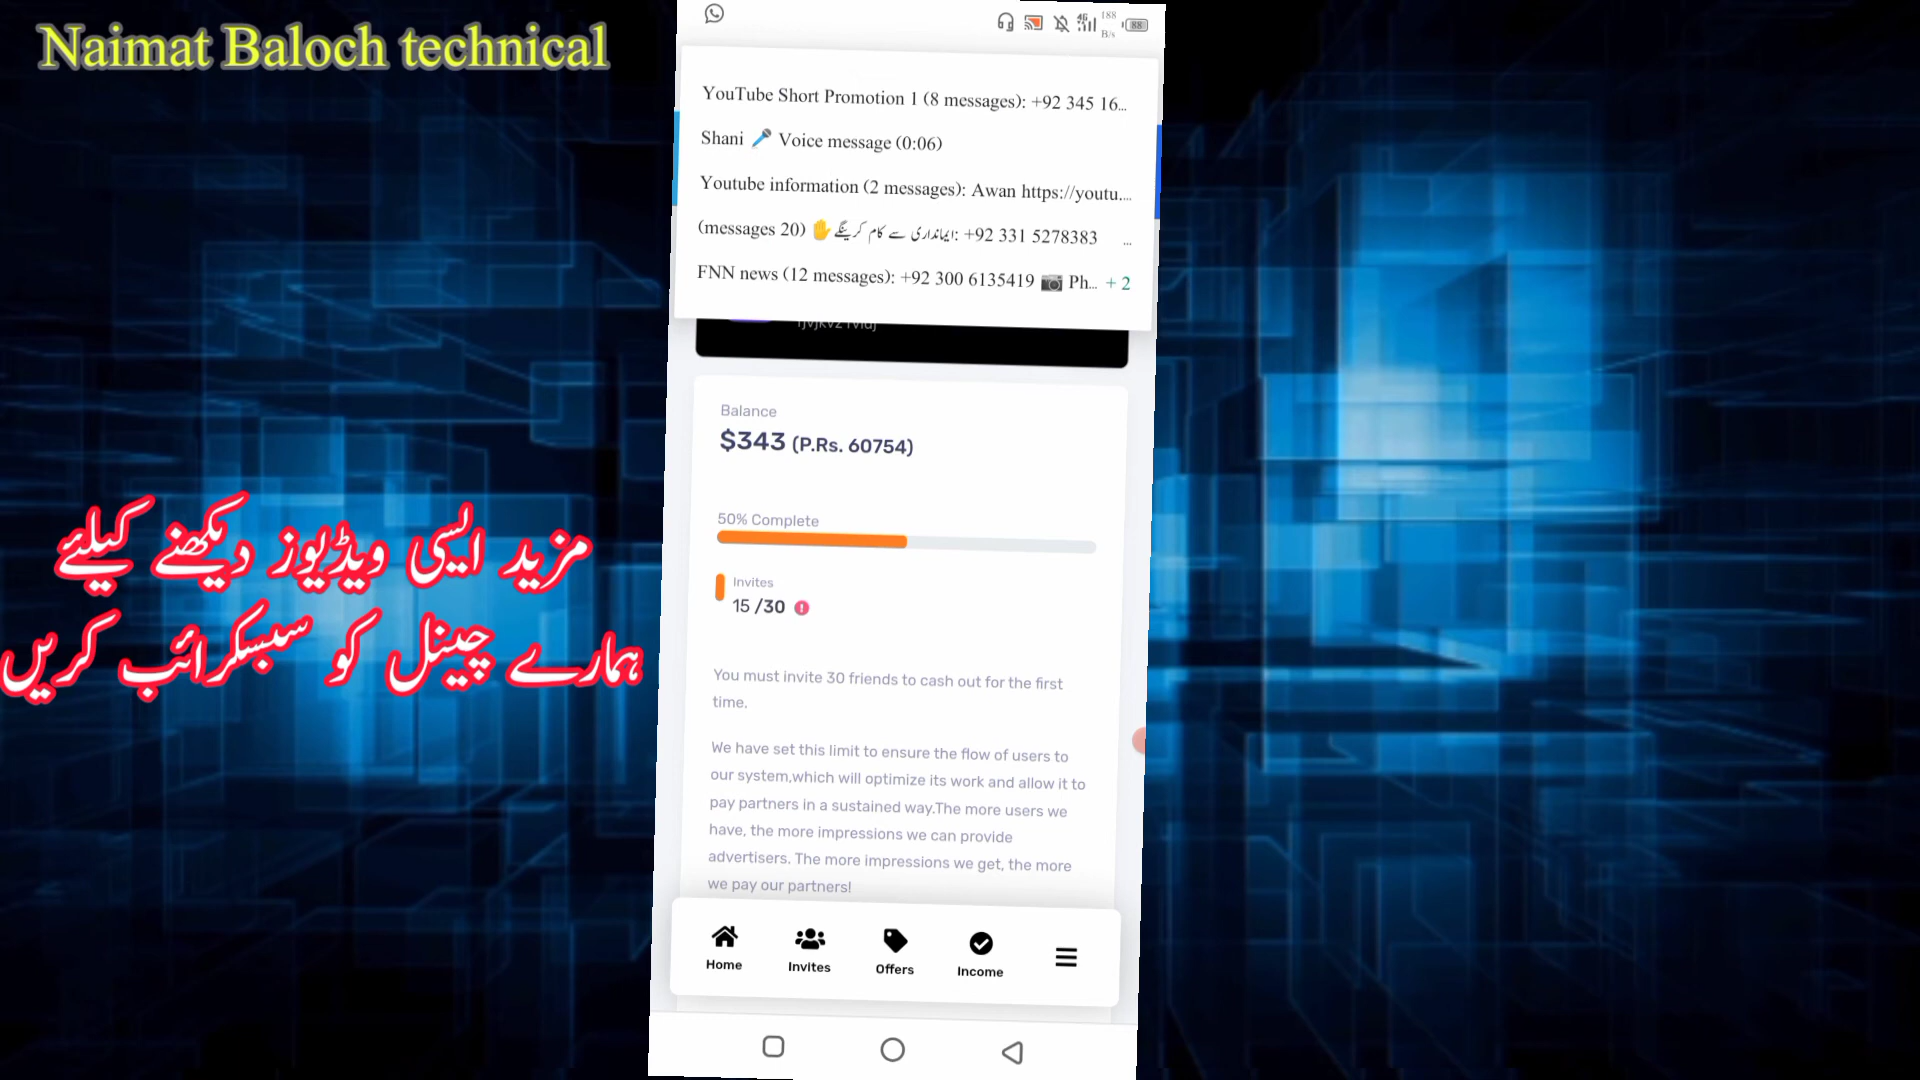 Naimat Baloch technical
188
B/s
4G
88
YouTube Short Promotion 1 (8 messages): +92 345 16...
Shani 🎤 Voice message (0:06)
Youtube information (2 messages): Awan https://youtu....
(messages 20) ✋ایمانداری سے کام کرینگے: +92 331 5278383 ...
FNN news (12 messages): +92 300 6135419 📷 Ph... + 2
Balance
$343 (P.Rs. 60754)
50% Complete
Invites
15 /30
You must invite 30 friends to cash out for the first
time.
We have set this limit to ensure the flow of users to
our system,which will optimize its work and allow it to
pay partners in a sustained way.The more users we
have, the more impressions we can provide
advertisers. The more impressions we get, the more
we pay our partners!
Home
Invites
Offers
Income
مزید ایسی ویڈیوز دیکھنے کیلئے
ہمارے چینل کو سبسکرائب کریں